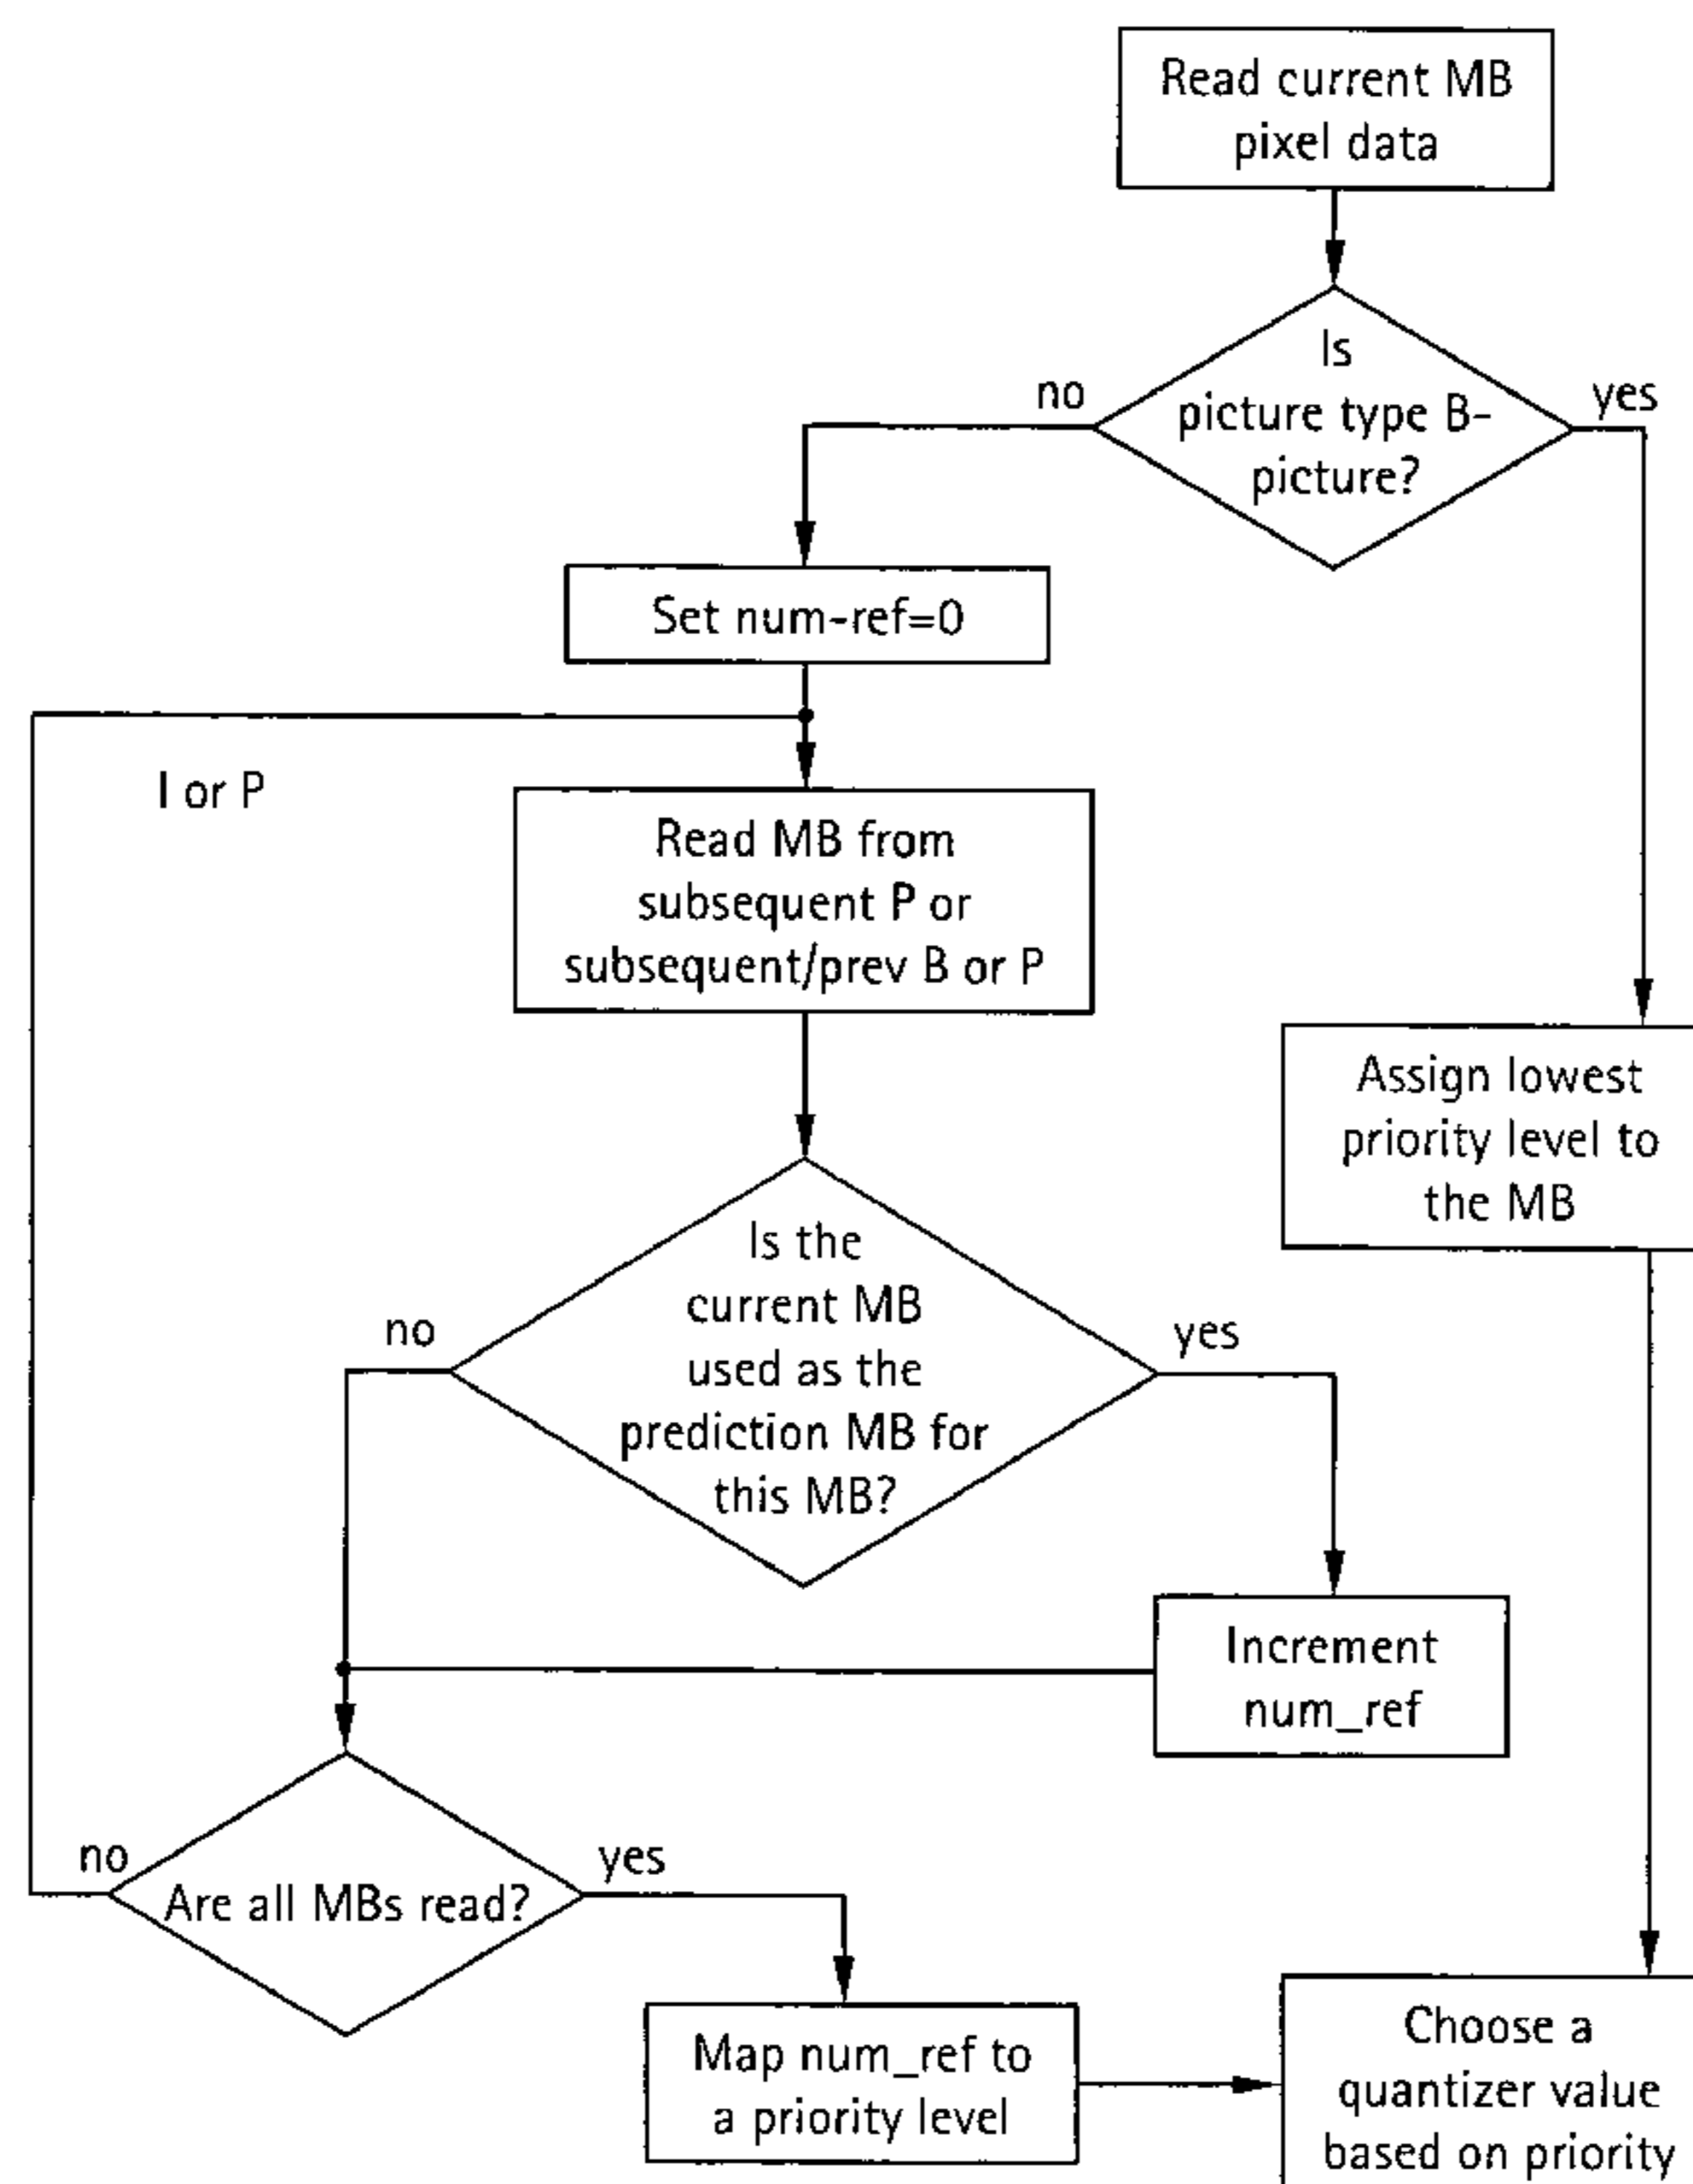 Read current MB
pixel data
Is
picture type B-
picture?
no
yes
Set num-ref=0
I or P
Read MB from
subsequent P or
subsequent/prev B or P
Assign lowest
priority level to
the MB
Is the
current MB
used as the
prediction MB for
this MB?
no
yes
Increment
num_ref
Are all MBs read?
no
yes
Map num_ref to
a priority level
Choose a
quantizer value
based on priority